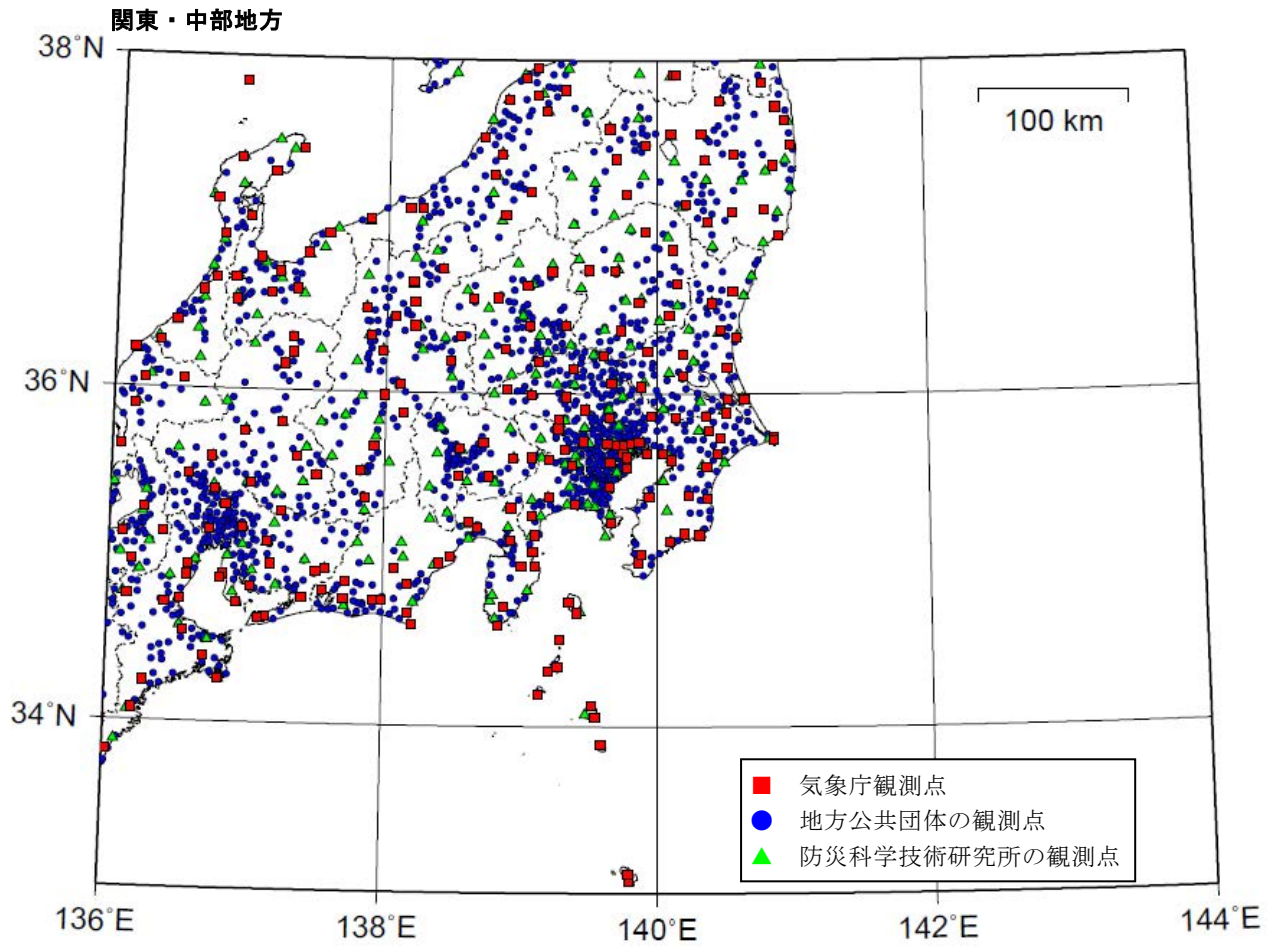 関東・中部地方
38°N
100 km
36°N
34°N
気象庁観測点
地方公共団体の観測点
防災科学技術研究所の観測点
136°E
138°E
140°E
142°E
144°E